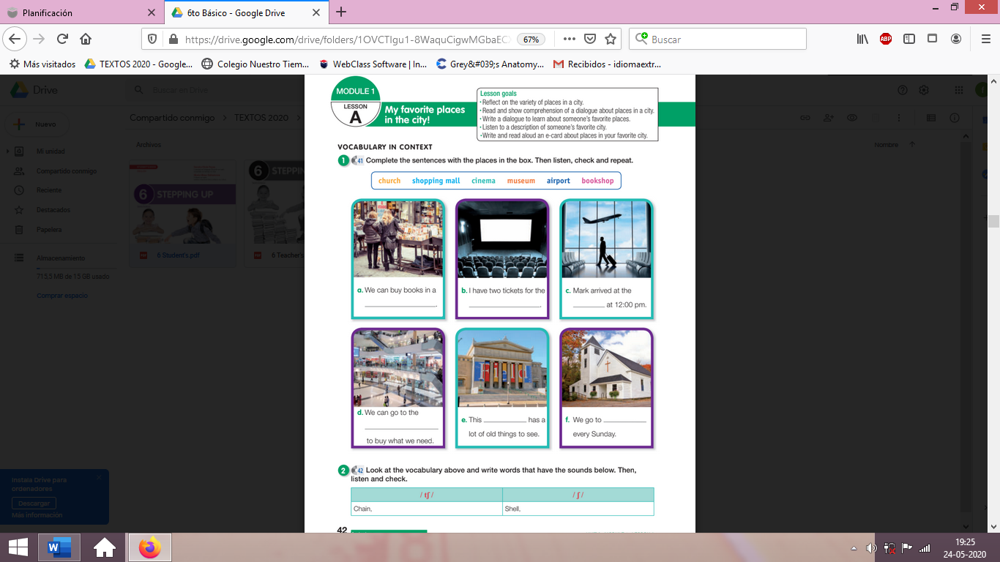 Planificación
6to Básico - Google Drive
https://drive.google.com/drive/folders/1OVCTIgu1-8WaquCigwMGbaEC
67%
Buscar
Más visitados
TEXTOS 2020 - Google...
Colegio Nuestro Tiem...
WebClass Software | In...
Grey&#039;s Anatomy...
Recibidos - idiomaextr...
Drive
Buscar en Drive
Nuevo
Compartido conmigo > TEXTOS 2020
Mi unidad
Compartido conmigo
Reciente
Destacados
Papelera
Almacenamiento
715,5 MB de 15 GB usado
Comprar espacio
Archivos
Nombre
6 STEPPING UP
6 STEPPIN
6 Student's.pdf
6 Teacher's
Instala Drive para
ordenadores
Descargar
Más información
MODULE 1
LESSON
A
My favorite places
in the city!
Lesson goals
• Reflect on the variety of places in a city.
• Read and show comprehension of a dialogue about places in a city.
• Write a dialogue to learn about someone's favorite places.
• Listen to a description of someone's favorite city.
• Write and read aloud an e-card about places in your favorite city.
VOCABULARY IN CONTEXT
1 41 Complete the sentences with the places in the box. Then listen, check and repeat.
church shopping mall cinema museum airport bookshop
a. We can buy books in a
____________.
b. I have two tickets for the
____________.
c. Mark arrived at the
______ at 12:00 pm.
d. We can go to the
____________
to buy what we need.
e. This ________ has a
lot of old things to see.
f. We go to ________
every Sunday.
2 42 Look at the vocabulary above and write words that have the sounds below. Then,
listen and check.
/ tʃ / / ʃ /
Chain, Shell,
42
19:25
24-05-2020